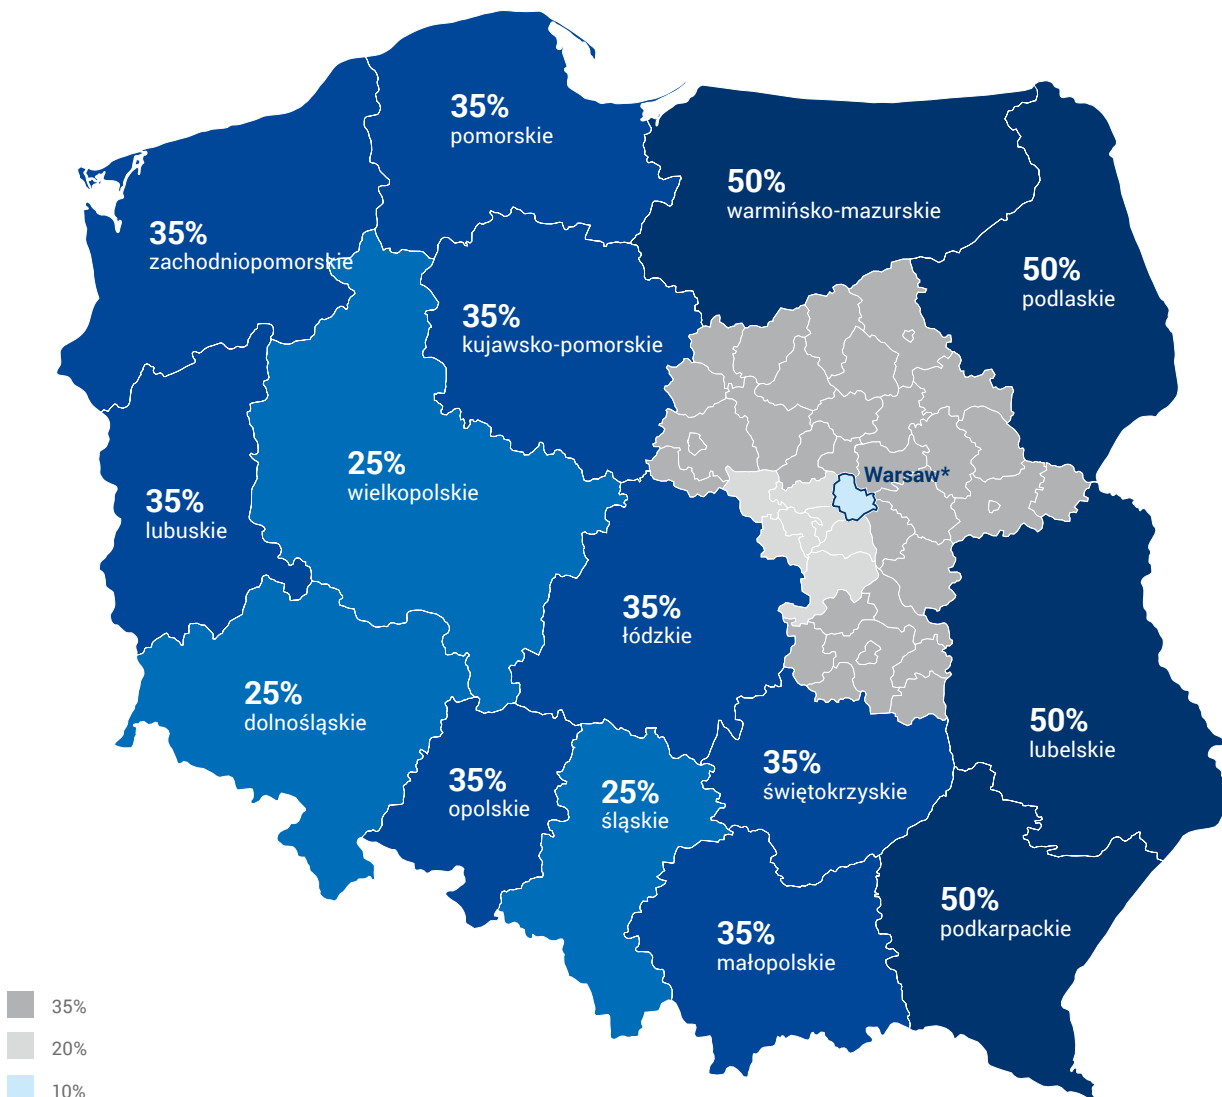 35%
pomorskie
50%
warmińsko-mazurskie
35%
zachodniopomorskie
50%
podlaskie
35%
kujawsko-pomorskie
25%
wielkopolskie
Warsaw*
35%
lubuskie
35%
łódzkie
25%
dolnośląskie
50%
lubelskie
35%
opolskie
25%
śląskie
35%
świętokrzyskie
50%
podkarpackie
35%
małopolskie
35%
20%
10%